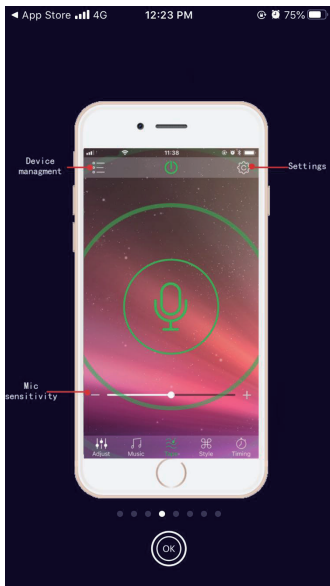 App Store 4G 12:23 PM 75%
11:38
Device
managment
Settings
Mic
sensitivity
Adjust Music Style Timing
OK